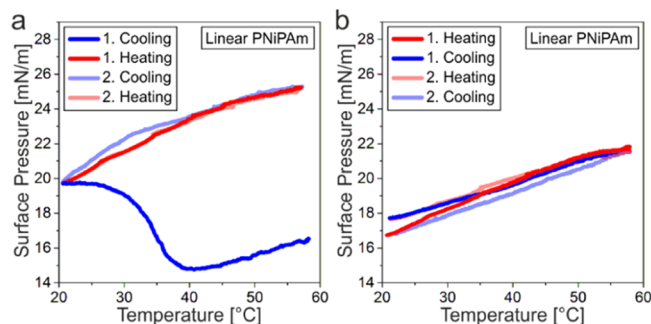 a
Surface Pressure [mN/m]
28
26
24
22
20
18
16
14
1. Cooling
1. Heating
2. Cooling
2. Heating
Linear PNiPAm
20 30 40 50 60
Temperature [°C]
b
Surface Pressure [mN/m]
28
26
24
22
20
18
16
14
1. Heating
1. Cooling
2. Heating
2. Cooling
Linear PNiPAm
20 30 40 50 60
Temperature [°C]